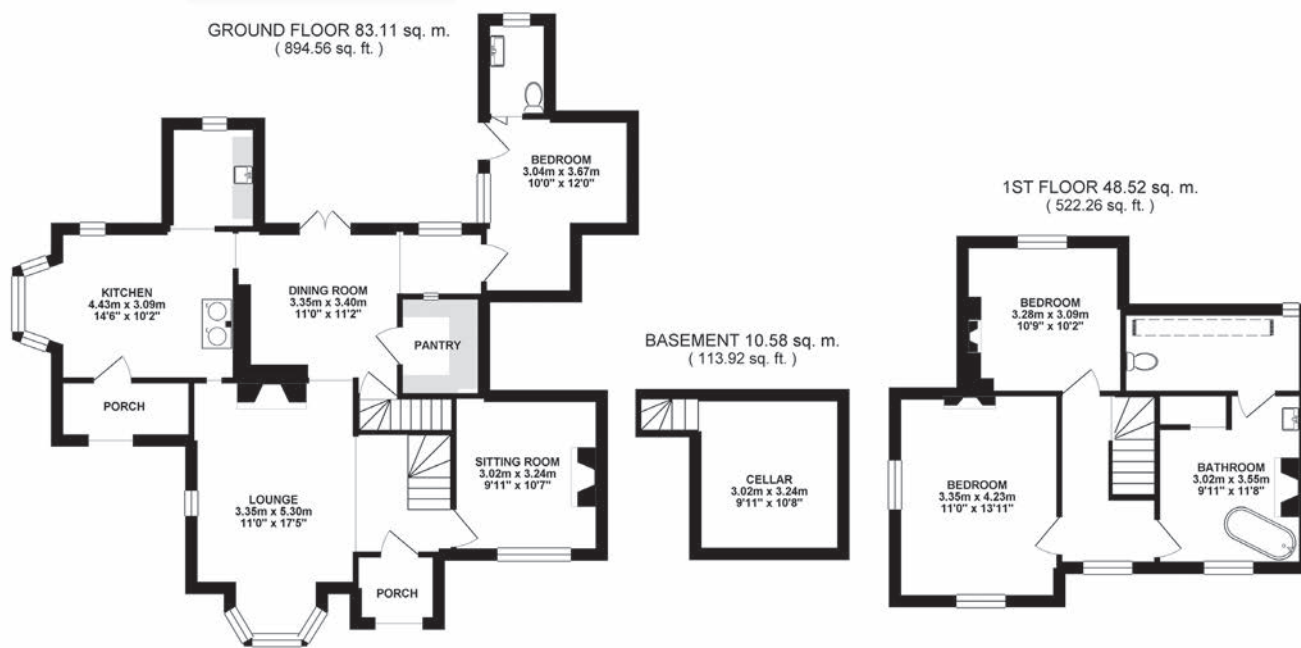 GROUND FLOOR 83.11 sq. m.
( 894.56 sq. ft. )
BEDROOM
3.04m x 3.67m
10'0" x 12'0"
KITCHEN
4.43m x 3.09m
14'6" x 10'2"
DINING ROOM
3.35m x 3.40m
11'0" x 11'2"
PANTRY
PORCH
LOUNGE
3.35m x 5.30m
11'0" x 17'5"
SITTING ROOM
3.02m x 3.24m
9'11" x 10'7"
PORCH
BASEMENT 10.58 sq. m.
( 113.92 sq. ft. )
CELLAR
3.02m x 3.24m
9'11" x 10'8"
1ST FLOOR 48.52 sq. m.
( 522.26 sq. ft. )
BEDROOM
3.28m x 3.09m
10'9" x 10'2"
BEDROOM
3.35m x 4.23m
11'0" x 13'11"
BATHROOM
3.02m x 3.55m
9'11" x 11'8"